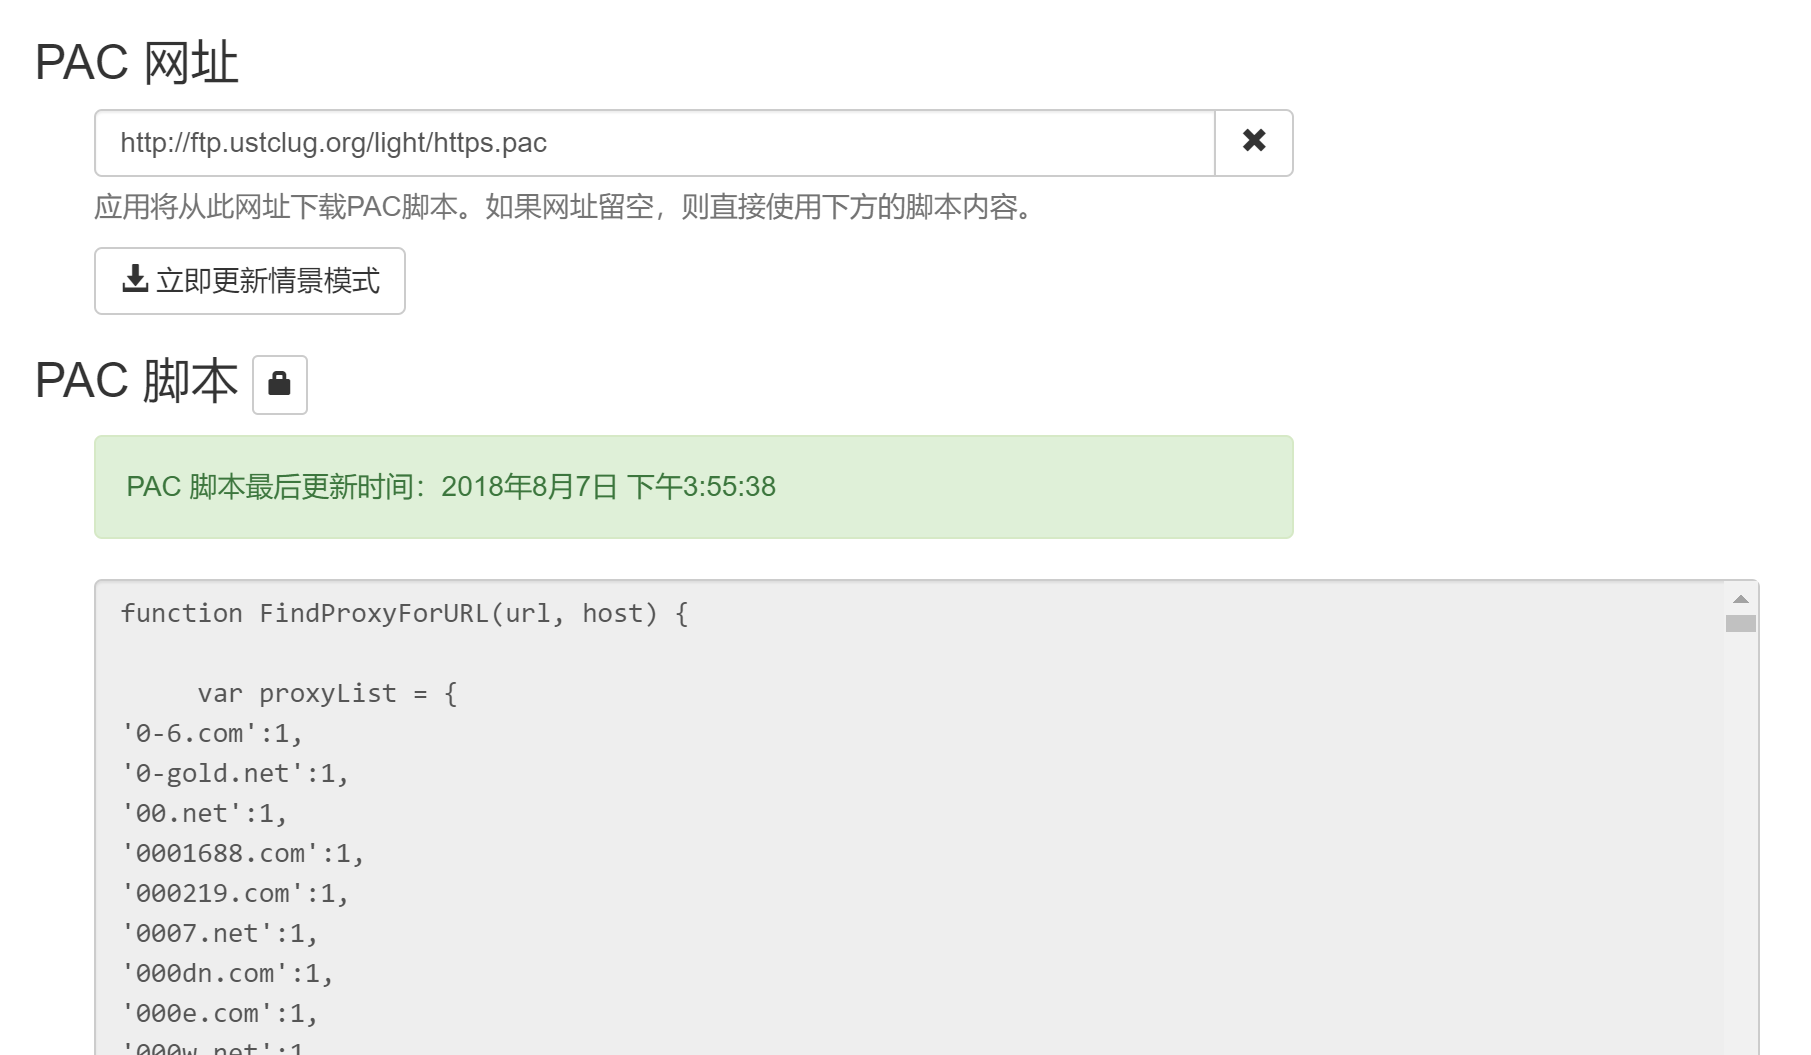 PAC 网址
http://ftp.ustclug.org/light/https.pac
应用将从此网址下载PAC脚本。如果网址留空，则直接使用下方的脚本内容。
立即更新情景模式
PAC 脚本
PAC 脚本最后更新时间：2018年8月7日 下午3:55:38
function FindProxyForURL(url, host) {
var proxyList = {
'0-6.com':1,
'0-gold.net':1,
'00.net':1,
'0001688.com':1,
'000219.com':1,
'0007.net':1,
'000dn.com':1,
'000e.com':1,
'000w.net':1